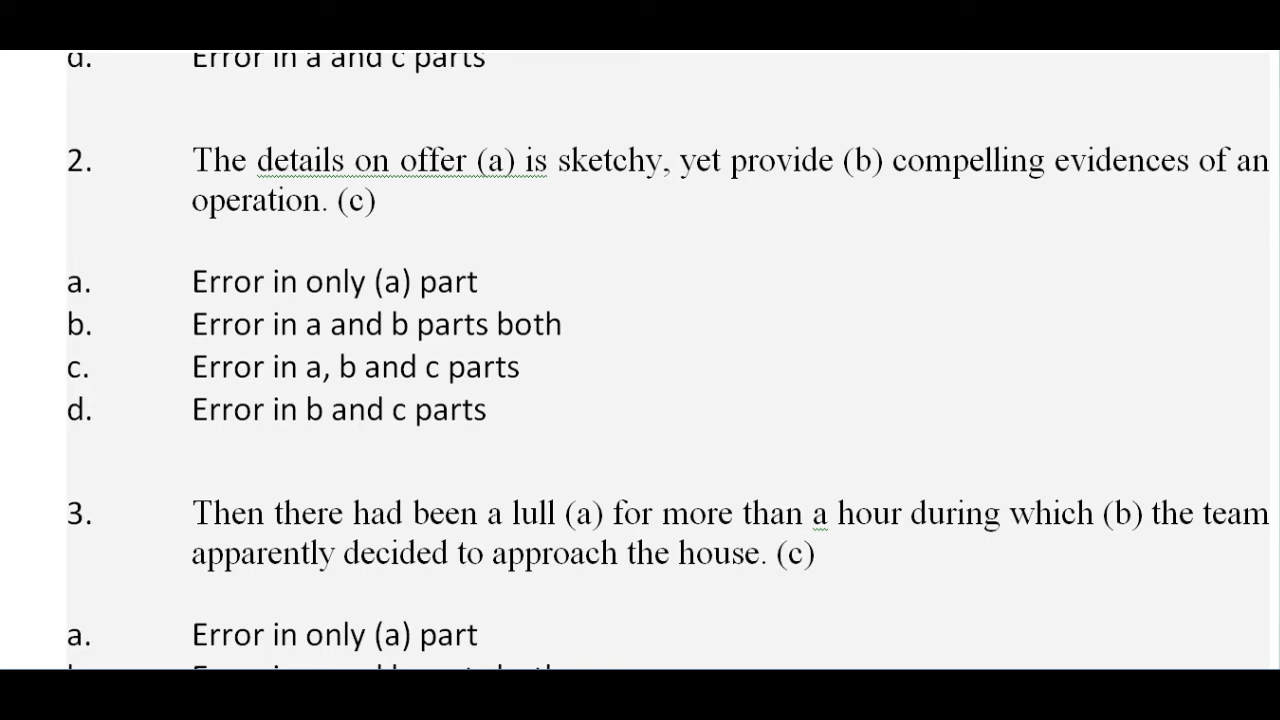 d. Error in a and c parts
2. The details on offer (a) is sketchy, yet provide (b) compelling evidences of an
operation. (c)
a. Error in only (a) part
b. Error in a and b parts both
c. Error in a, b and c parts
d. Error in b and c parts
3. Then there had been a lull (a) for more than a hour during which (b) the team
apparently decided to approach the house. (c)
a. Error in only (a) part